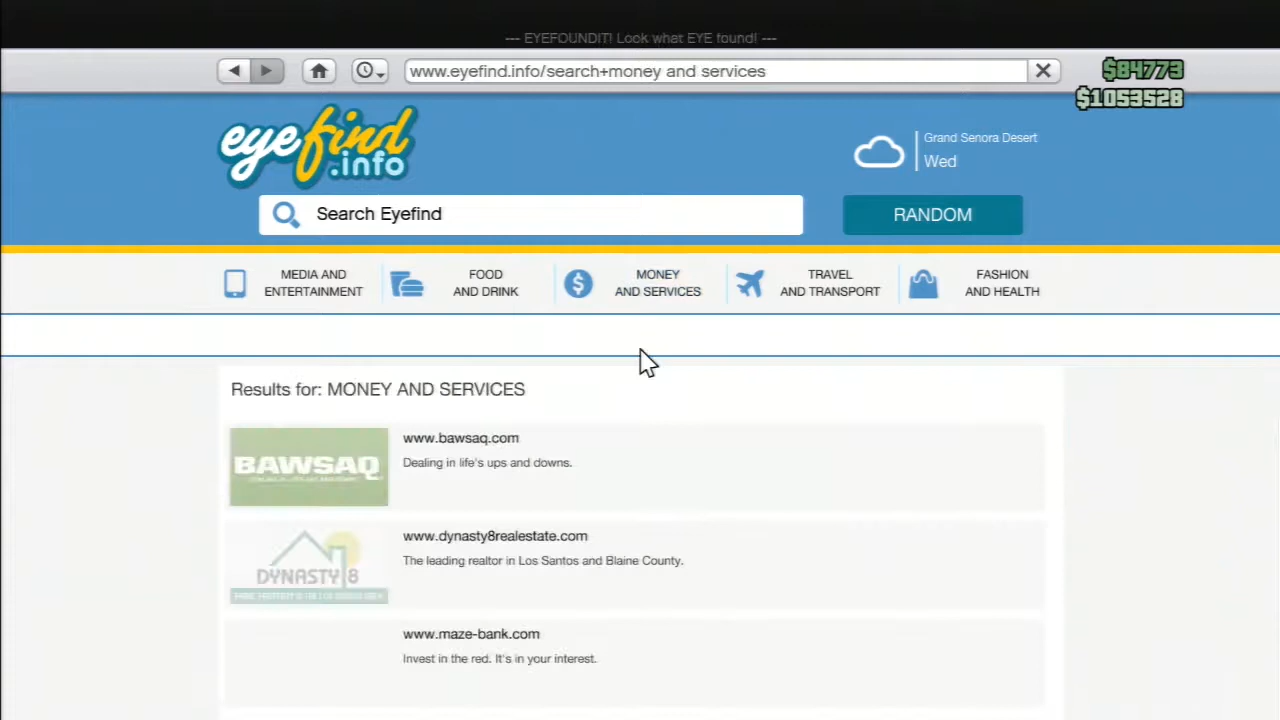 --- EYEFOUNDIT! Look what EYE found! ---
www.eyefind.info/search+money and services
$84773
$1053528
eyefind
.info
Grand Senora Desert
Wed
Search Eyefind
RANDOM
MEDIA AND
ENTERTAINMENT
FOOD
AND DRINK
MONEY
AND SERVICES
TRAVEL
AND TRANSPORT
FASHION
AND HEALTH
Results for: MONEY AND SERVICES
BAWSAQ
www.bawsaq.com
Dealing in life's ups and downs.
DYNASTY 8
www.dynasty8realestate.com
The leading realtor in Los Santos and Blaine County.
www.maze-bank.com
Invest in the red. It's in your interest.